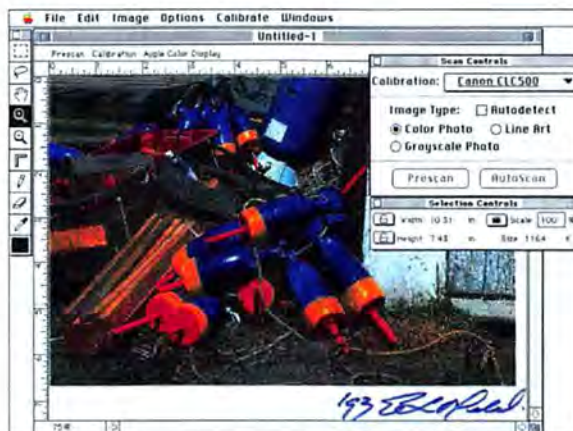 File Edit Image Options Calibrate Windows
Untitled-1
Prescan Calibration Apple Color Display
Scan Controls
Calibration: Canon CLC500
Image Type: Autodetect
Color Photo Line Art
Grayscale Photo
Prescan AutoScan
Selection Controls
Width 10.31 in Scale 100 %
Height 7.48 in Size 1164 K
'93